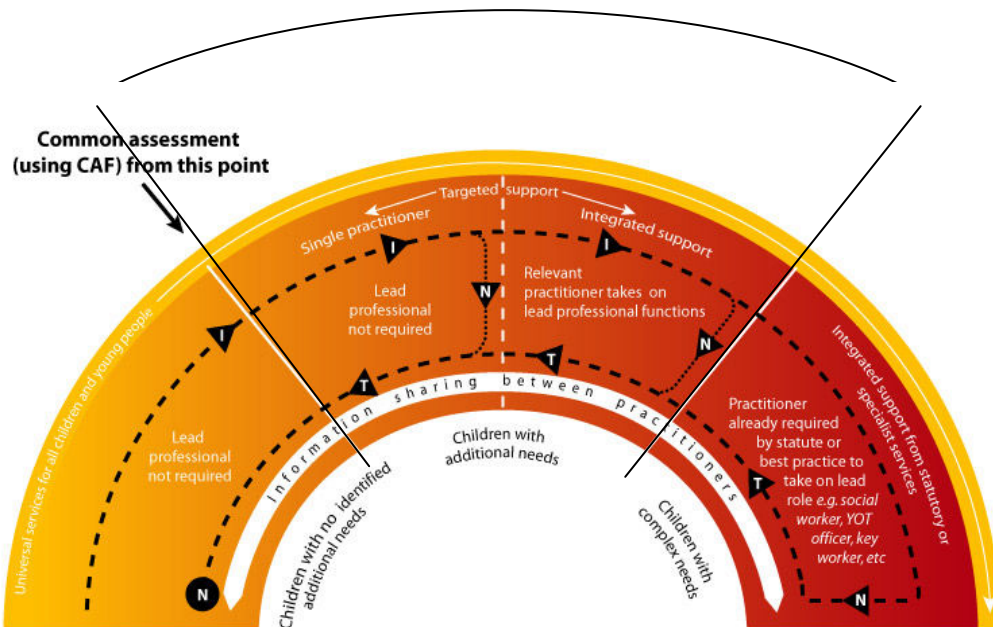 Common assessment
(using CAF) from this point
Targeted support
Single practitioner
Integrated support
Universal services for all children and young people
Integrated support from statutory or
specialist services
I
I
I
N
N
T
T
T
N
N
Lead
professional
not required
Lead
professional
not required
Relevant
practitioner takes on
lead professional functions
Practitioner
already required
by statute or
best practice to
take on lead
role e.g. social
worker, YOT
officer, key
worker, etc
Information sharing between practitioners
Children with no identified
additional needs
Children with
additional needs
Children with
complex needs